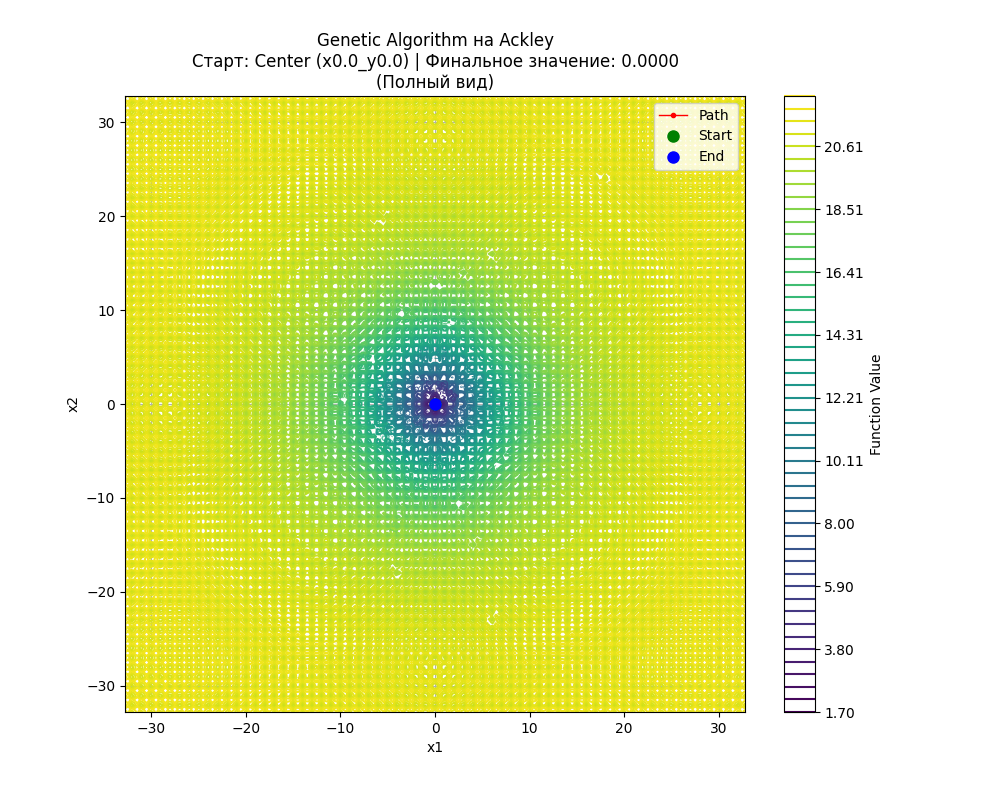 Genetic Algorithm на Ackley
Старт: Center (x0.0_y0.0) | Финальное значение: 0.0000
(Полный вид)
Path
Start
End
30
20
10
0
−10
−20
−30
x2
−30
−20
−10
0
10
20
30
x1
20.61
18.51
16.41
14.31
12.21
10.11
8.00
5.90
3.80
1.70
Function Value